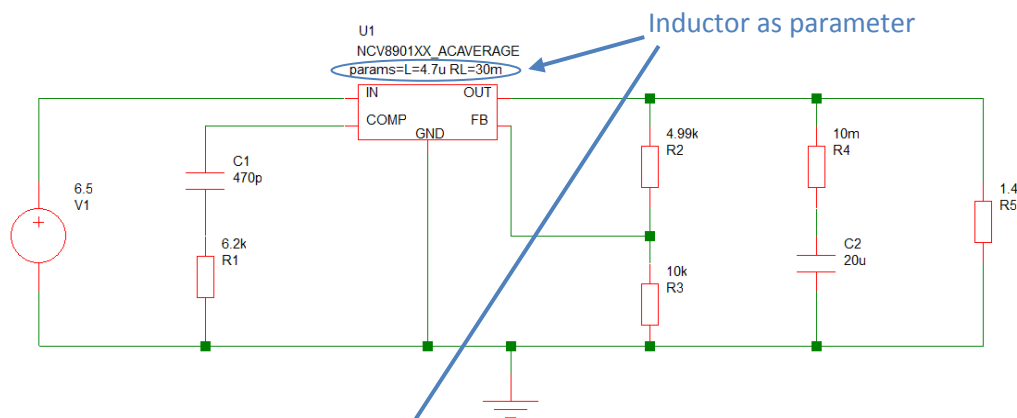 Inductor as parameter
U1
NCV8901XX_ACAVERAGE
params=L=4.7u RL=30m
IN OUT
COMP FB
GND
6.5
V1
C1
470p
6.2k
R1
4.99k
R2
10k
R3
10m
R4
C2
20u
1.4
R5